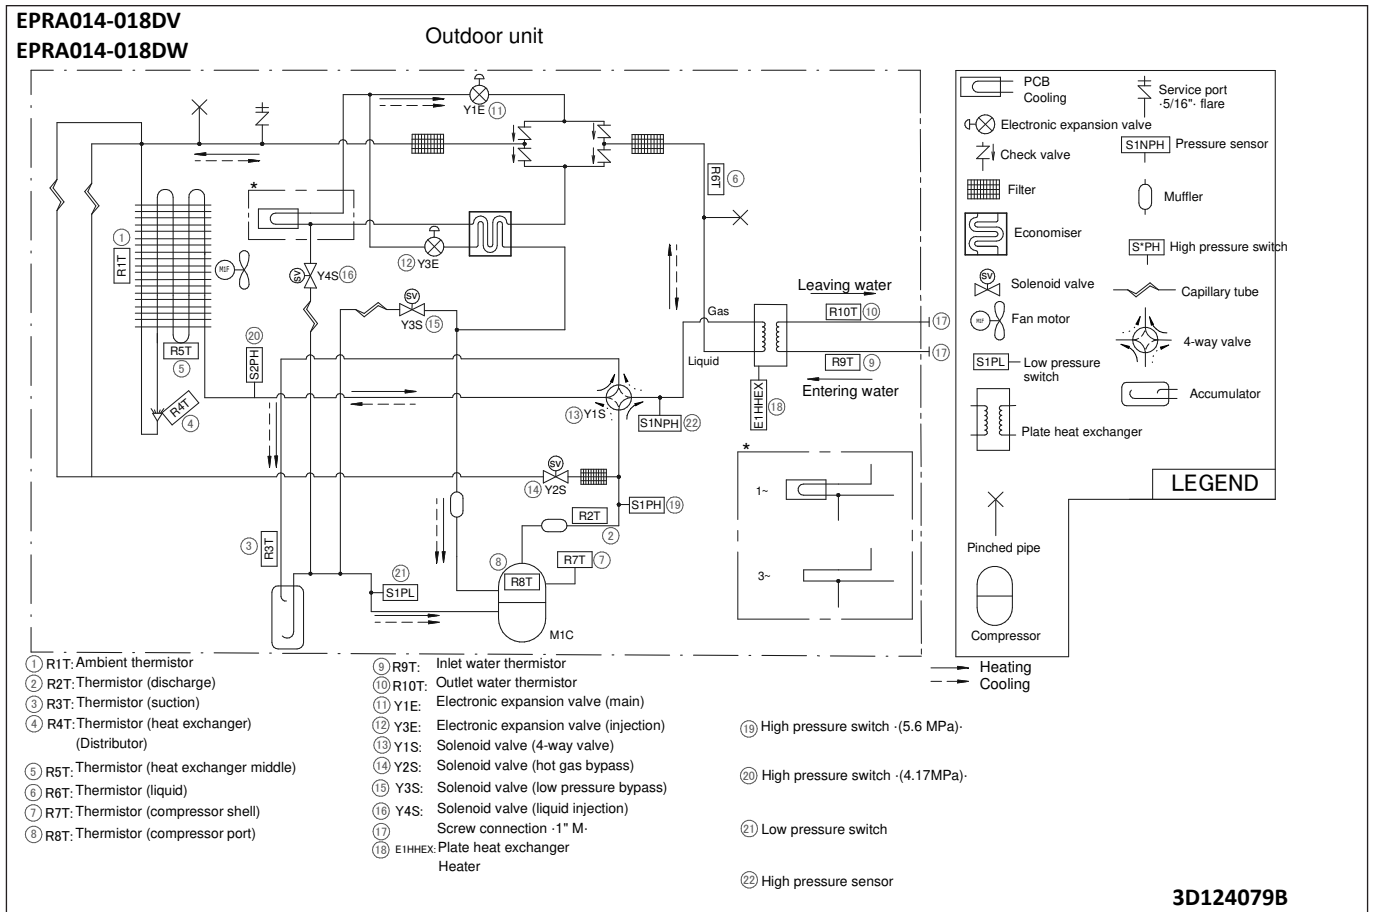 EPRA014-018DV
EPRA014-018DW
Outdoor unit
Y1E 11
R6T 6
*
1
R1T
M1F
12 Y3E
SV
Y4S 16
SV
Y3S 15
R5T
5
R4T
4
20
S2PH
13 Y1S
S1NPH 22
Gas
Liquid
Leaving water
R10T 10
17
R9T 9
17
Entering water
E1HHEX 18
SV
14 Y2S
S1PH 19
R2T
2
3 R3T
21
S1PL
8
R8T
R7T 7
M1C
*
1~
3~
PCB
Cooling
Electronic expansion valve
Check valve
Filter
Economiser
SV
Solenoid valve
M1F
Fan motor
S1PL
Low pressure
switch
Plate heat exchanger
Service port
·5/16"· flare
S1NPH Pressure sensor
Muffler
S*PH High pressure switch
Capillary tube
4-way valve
Accumulator
LEGEND
Pinched pipe
Compressor
Heating
Cooling
1 R1T: Ambient thermistor
2 R2T: Thermistor (discharge)
3 R3T: Thermistor (suction)
4 R4T: Thermistor (heat exchanger)
(Distributor)
5 R5T: Thermistor (heat exchanger middle)
6 R6T: Thermistor (liquid)
7 R7T: Thermistor (compressor shell)
8 R8T: Thermistor (compressor port)
9 R9T: Inlet water thermistor
10 R10T: Outlet water thermistor
11 Y1E: Electronic expansion valve (main)
12 Y3E: Electronic expansion valve (injection)
13 Y1S: Solenoid valve (4-way valve)
14 Y2S: Solenoid valve (hot gas bypass)
15 Y3S: Solenoid valve (low pressure bypass)
16 Y4S: Solenoid valve (liquid injection)
17 Screw connection ·1" M·
18 E1HHEX: Plate heat exchanger
Heater
19 High pressure switch ·(5.6 MPa)·
20 High pressure switch ·(4.17MPa)·
21 Low pressure switch
22 High pressure sensor
3D124079B